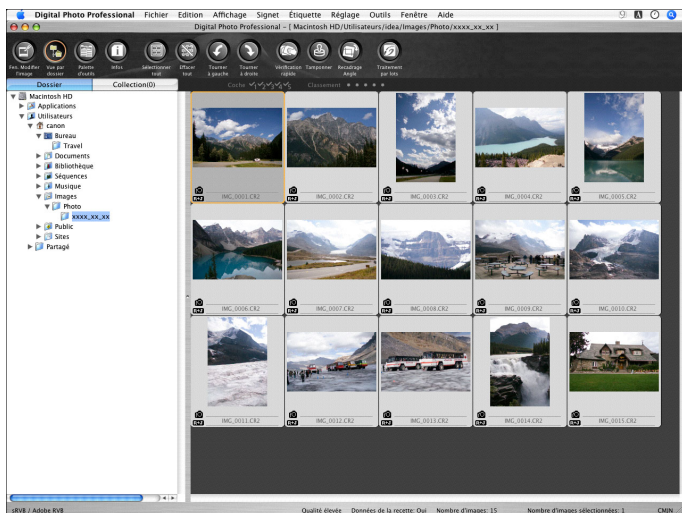 Digital Photo Professional Fichier Edition Affichage Signet Étiquette Réglage Outils Fenêtre Aide
Digital Photo Professional – [ Macintosh HD/Utilisateurs/idea/Images/Photo/xxxx_xx_xx ]
Fen. Modifier l'image
Vue par dossier
Palette d'outils
Infos
Sélectionner tout
Effacer tout
Tourner à gauche
Tourner à droite
Vérification rapide
Tamponner
Recadrage Angle
Traitement par lots
Dossier Collection(0) Coche 1 2 3 4 5 Classement
Macintosh HD
Applications
Utilisateurs
canon
Bureau
Travel
Documents
Bibliothèque
Séquences
Musique
Images
Photo
xxxx_xx_xx
Public
Sites
Partagé
R+J IMG_0001.CR2
R+J IMG_0002.CR2
R+J IMG_0003.CR2
R+J IMG_0004.CR2
R+J IMG_0005.CR2
R+J IMG_0006.CR2
R+J IMG_0007.CR2
R+J IMG_0008.CR2
R+J IMG_0009.CR2
R+J IMG_0010.CR2
R+J IMG_0011.CR2
R+J IMG_0012.CR2
R+J IMG_0013.CR2
R+J IMG_0014.CR2
R+J IMG_0015.CR2
sRVB / Adobe RVB Qualité élevée Données de la recette: Oui Nombre d'images: 15 Nombre d'images sélectionnées: 1 CMJN